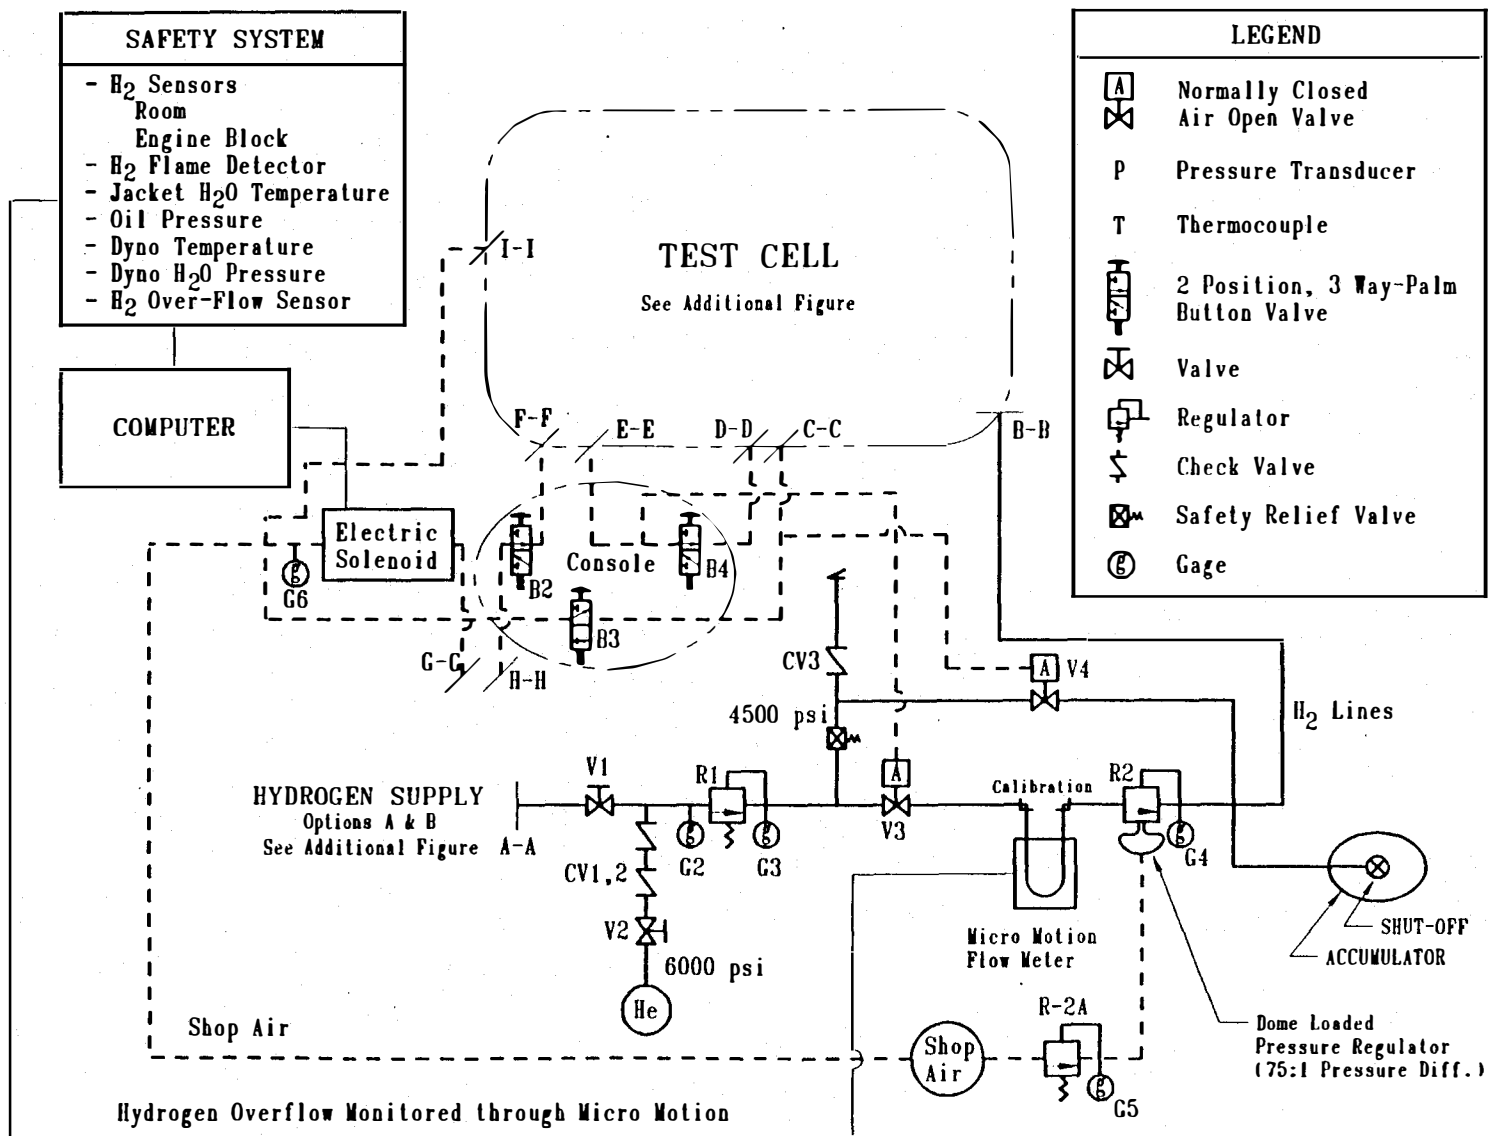 SAFETY SYSTEM
- H2 Sensors
Room
Engine Block
- H2 Flame Detector
- Jacket H2O Temperature
- Oil Pressure
- Dyno Temperature
- Dyno H2O Pressure
- H2 Over-Flow Sensor
COMPUTER
Electric
Solenoid
g
G6
I-I
TEST CELL
See Additional Figure
F-F
E-E
D-D
C-C
B-B
B2
Console
B4
B3
G-G
H-H
LEGEND
A
Normally Closed
Air Open Valve
P
Pressure Transducer
T
Thermocouple
2 Position, 3 Way-Palm
Button Valve
Valve
Regulator
Check Valve
Safety Relief Valve
g
Gage
CV3
A
V4
4500 psi
H2 Lines
V1
R1
A
V3
Calibration
R2
HYDROGEN SUPPLY
Options A & B
See Additional Figure
A-A
g
G2
g
G3
g
G4
CV1,2
V2
6000 psi
He
Micro Motion
Flow Meter
SHUT-OFF
ACCUMULATOR
R-2A
Dome Loaded
Pressure Regulator
(75:1 Pressure Diff.)
Shop Air
Shop
Air
g
G5
Hydrogen Overflow Monitored through Micro Motion